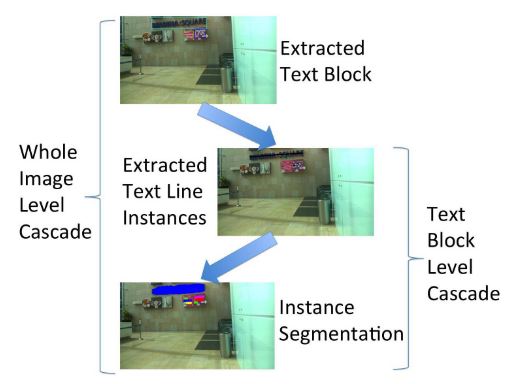 Extracted
Text Block
Whole
Image
Level
Cascade
Extracted
Text Line
Instances
Text
Block
Level
Cascade
Instance
Segmentation